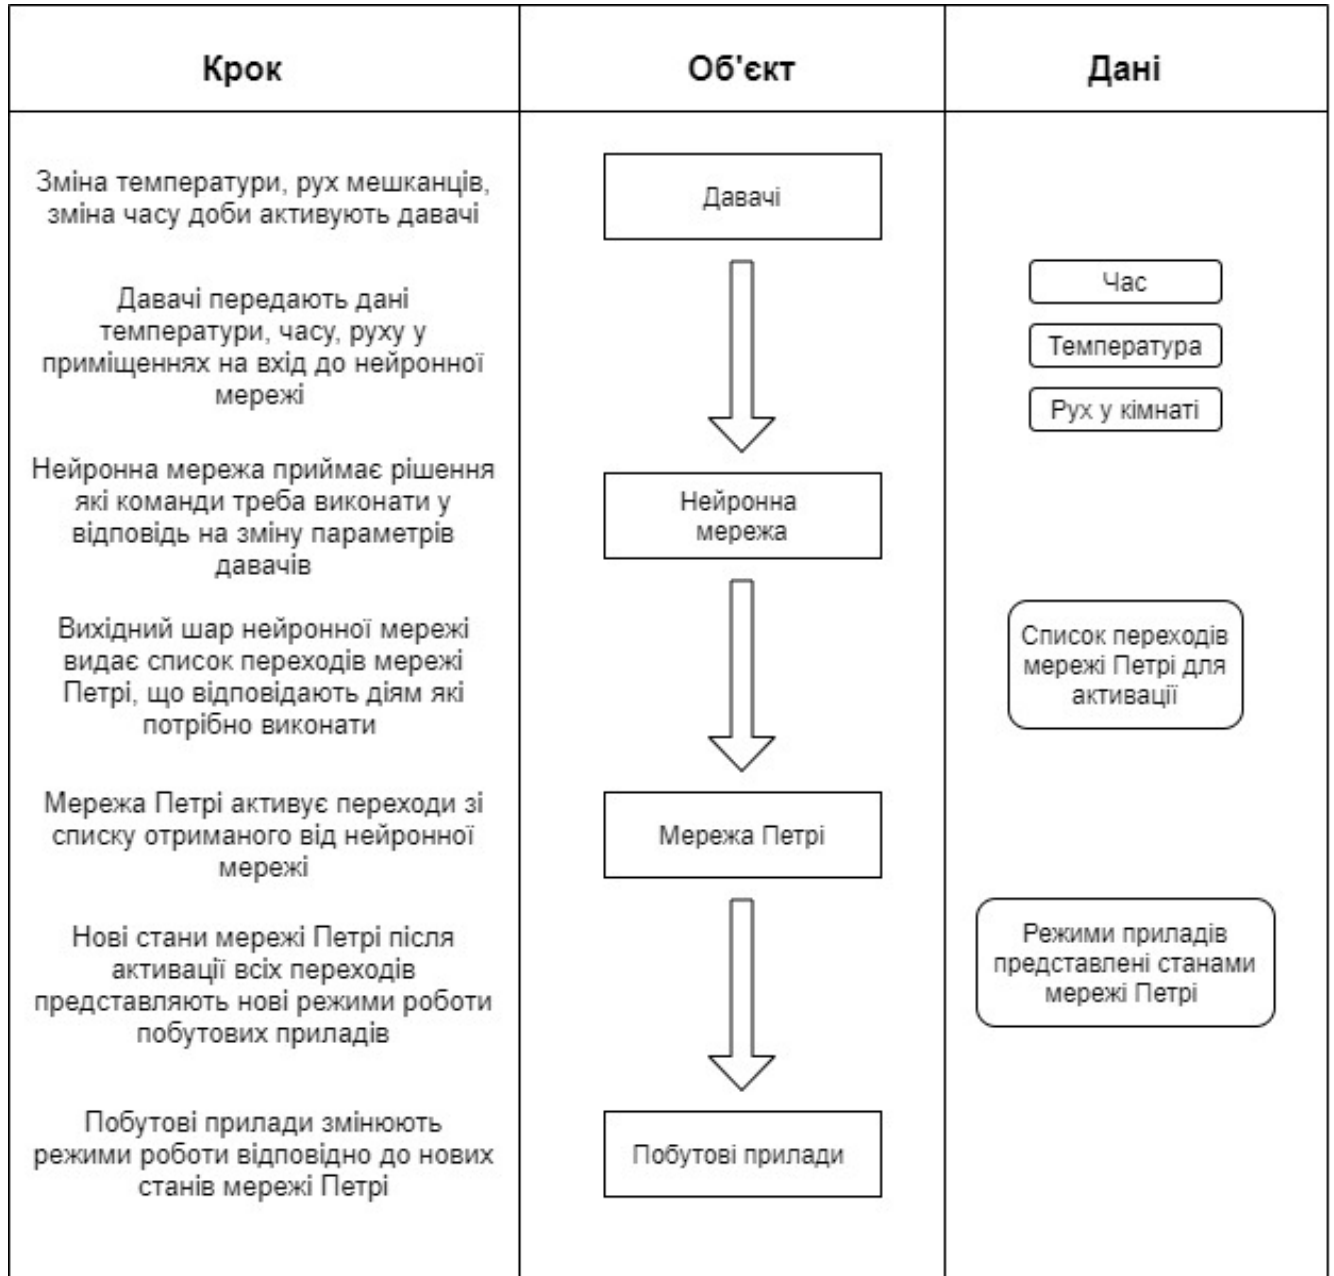 Крок
Об'єкт
Дані
Зміна температури, рух мешканців,
зміна часу доби активують давачі
Давачі
Давачі передають дані
температури, часу, руху у
приміщеннях на вхід до нейронної
мережі
Час
Температура
Рух у кімнаті
Нейронна мережа приймає рішення
які команди треба виконати у
відповідь на зміну параметрів
давачів
Нейронна
мережа
Вихідний шар нейронної мережі
видає список переходів мережі
Петрі, що відповідають діям які
потрібно виконати
Список переходів
мережі Петрі для
активації
Мережа Петрі активує переходи зі
списку отриманого від нейронної
мережі
Мережа Петрі
Нові стани мережі Петрі після
активації всіх переходів
представляють нові режими роботи
побутових приладів
Режими приладів
представлені станами
мережі Петрі
Побутові прилади змінюють
режими роботи відповідно до нових
станів мережі Петрі
Побутові прилади